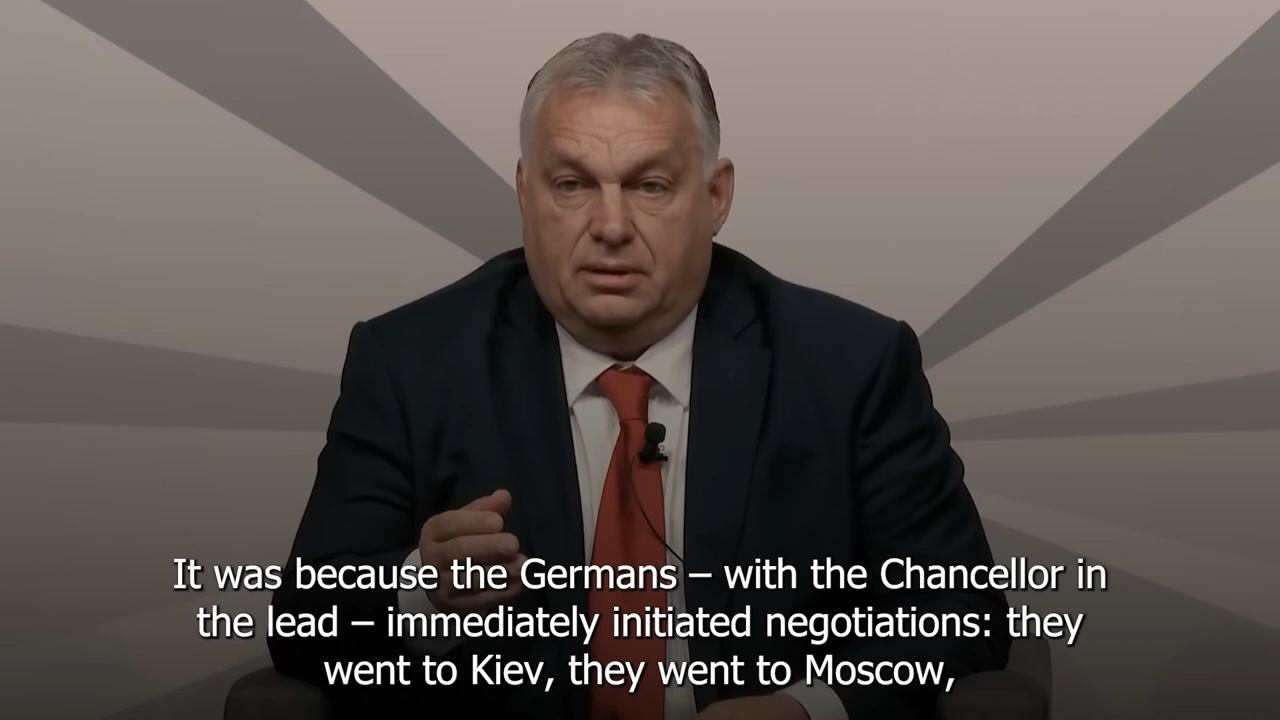 It was because the Germans – with the Chancellor in
the lead – immediately initiated negotiations: they
went to Kiev, they went to Moscow,